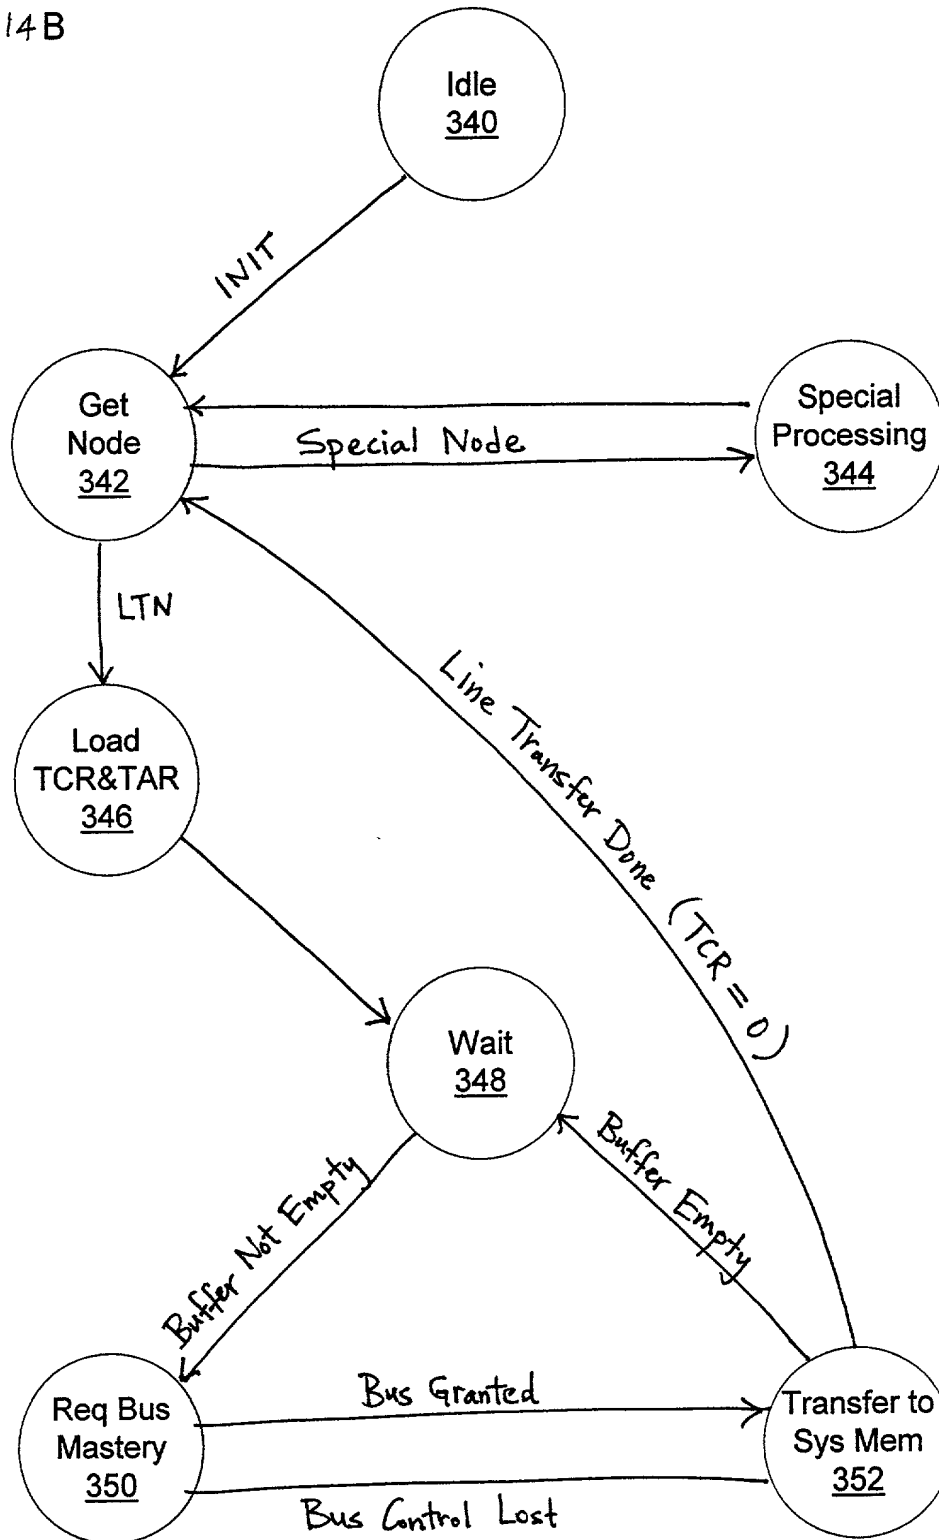 14B
Idle
340
INIT
Get
Node
342
Special Node
Special
Processing
344
LTN
Load
TCR&TAR
346
Line Transfer Done (TCR = 0)
Wait
348
Buffer Not Empty
Buffer Empty
Req Bus
Mastery
350
Bus Granted
Bus Control Lost
Transfer to
Sys Mem
352